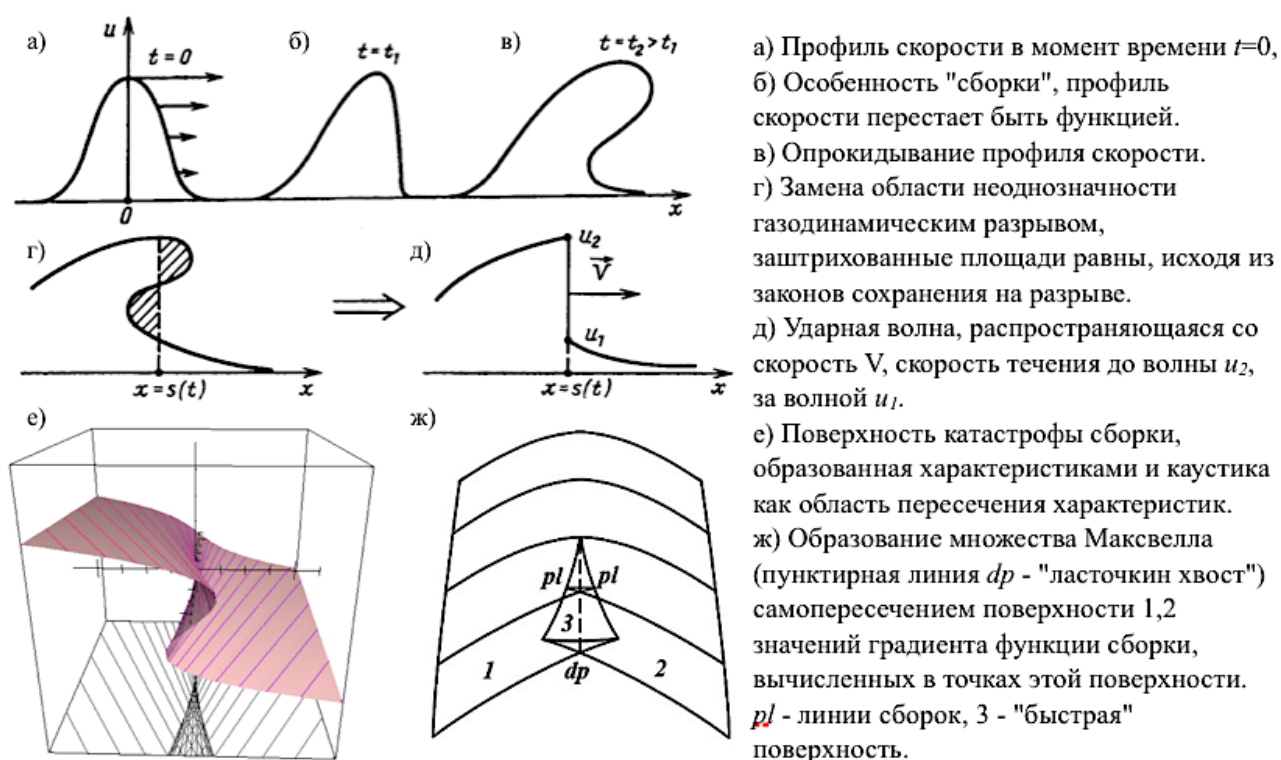 а)
u
t = 0
0
б)
t=t₁
в)
t=t₂>t₁
x
г)
x=s(t)
x
д)
u₂
V
u₁
x=s(t)
x
е)
ж)
pl
pl
3
1
dp
2
а) Профиль скорости в момент времени t=0,
б) Особенность "сборки", профиль
скорости перестает быть функцией.
в) Опрокидывание профиля скорости.
г) Замена области неоднозначности
газодинамическим разрывом,
заштрихованные площади равны, исходя из
законов сохранения на разрыве.
д) Ударная волна, распространяющаяся со
скорость V, скорость течения до волны u₂,
за волной u₁.
е) Поверхность катастрофы сборки,
образованная характеристиками и каустика
как область пересечения характеристик.
ж) Образование множества Максвелла
(пунктирная линия dp - "ласточкин хвост")
самопересечением поверхности 1,2
значений градиента функции сборки,
вычисленных в точках этой поверхности.
pl - линии сборок, 3 - "быстрая"
поверхность.